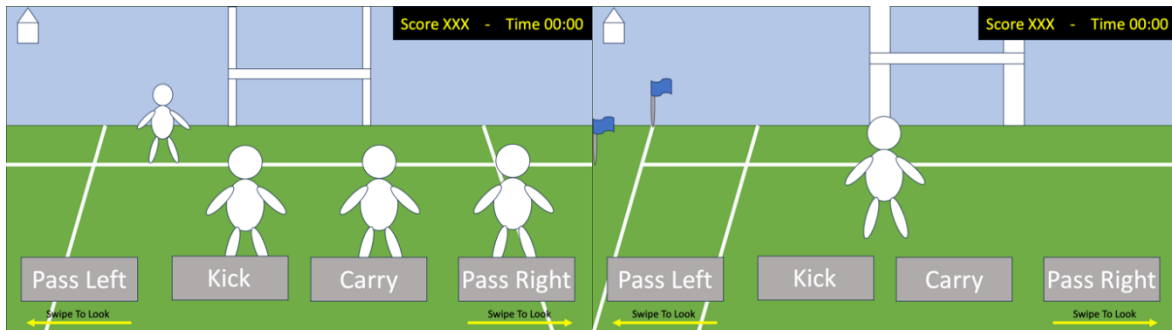 Score XXX - Time 00:00
Pass Left
Kick
Carry
Pass Right
Swipe To Look
Swipe To Look
Score XXX - Time 00:00
Pass Left
Kick
Carry
Pass Right
Swipe To Look
Swipe To Look